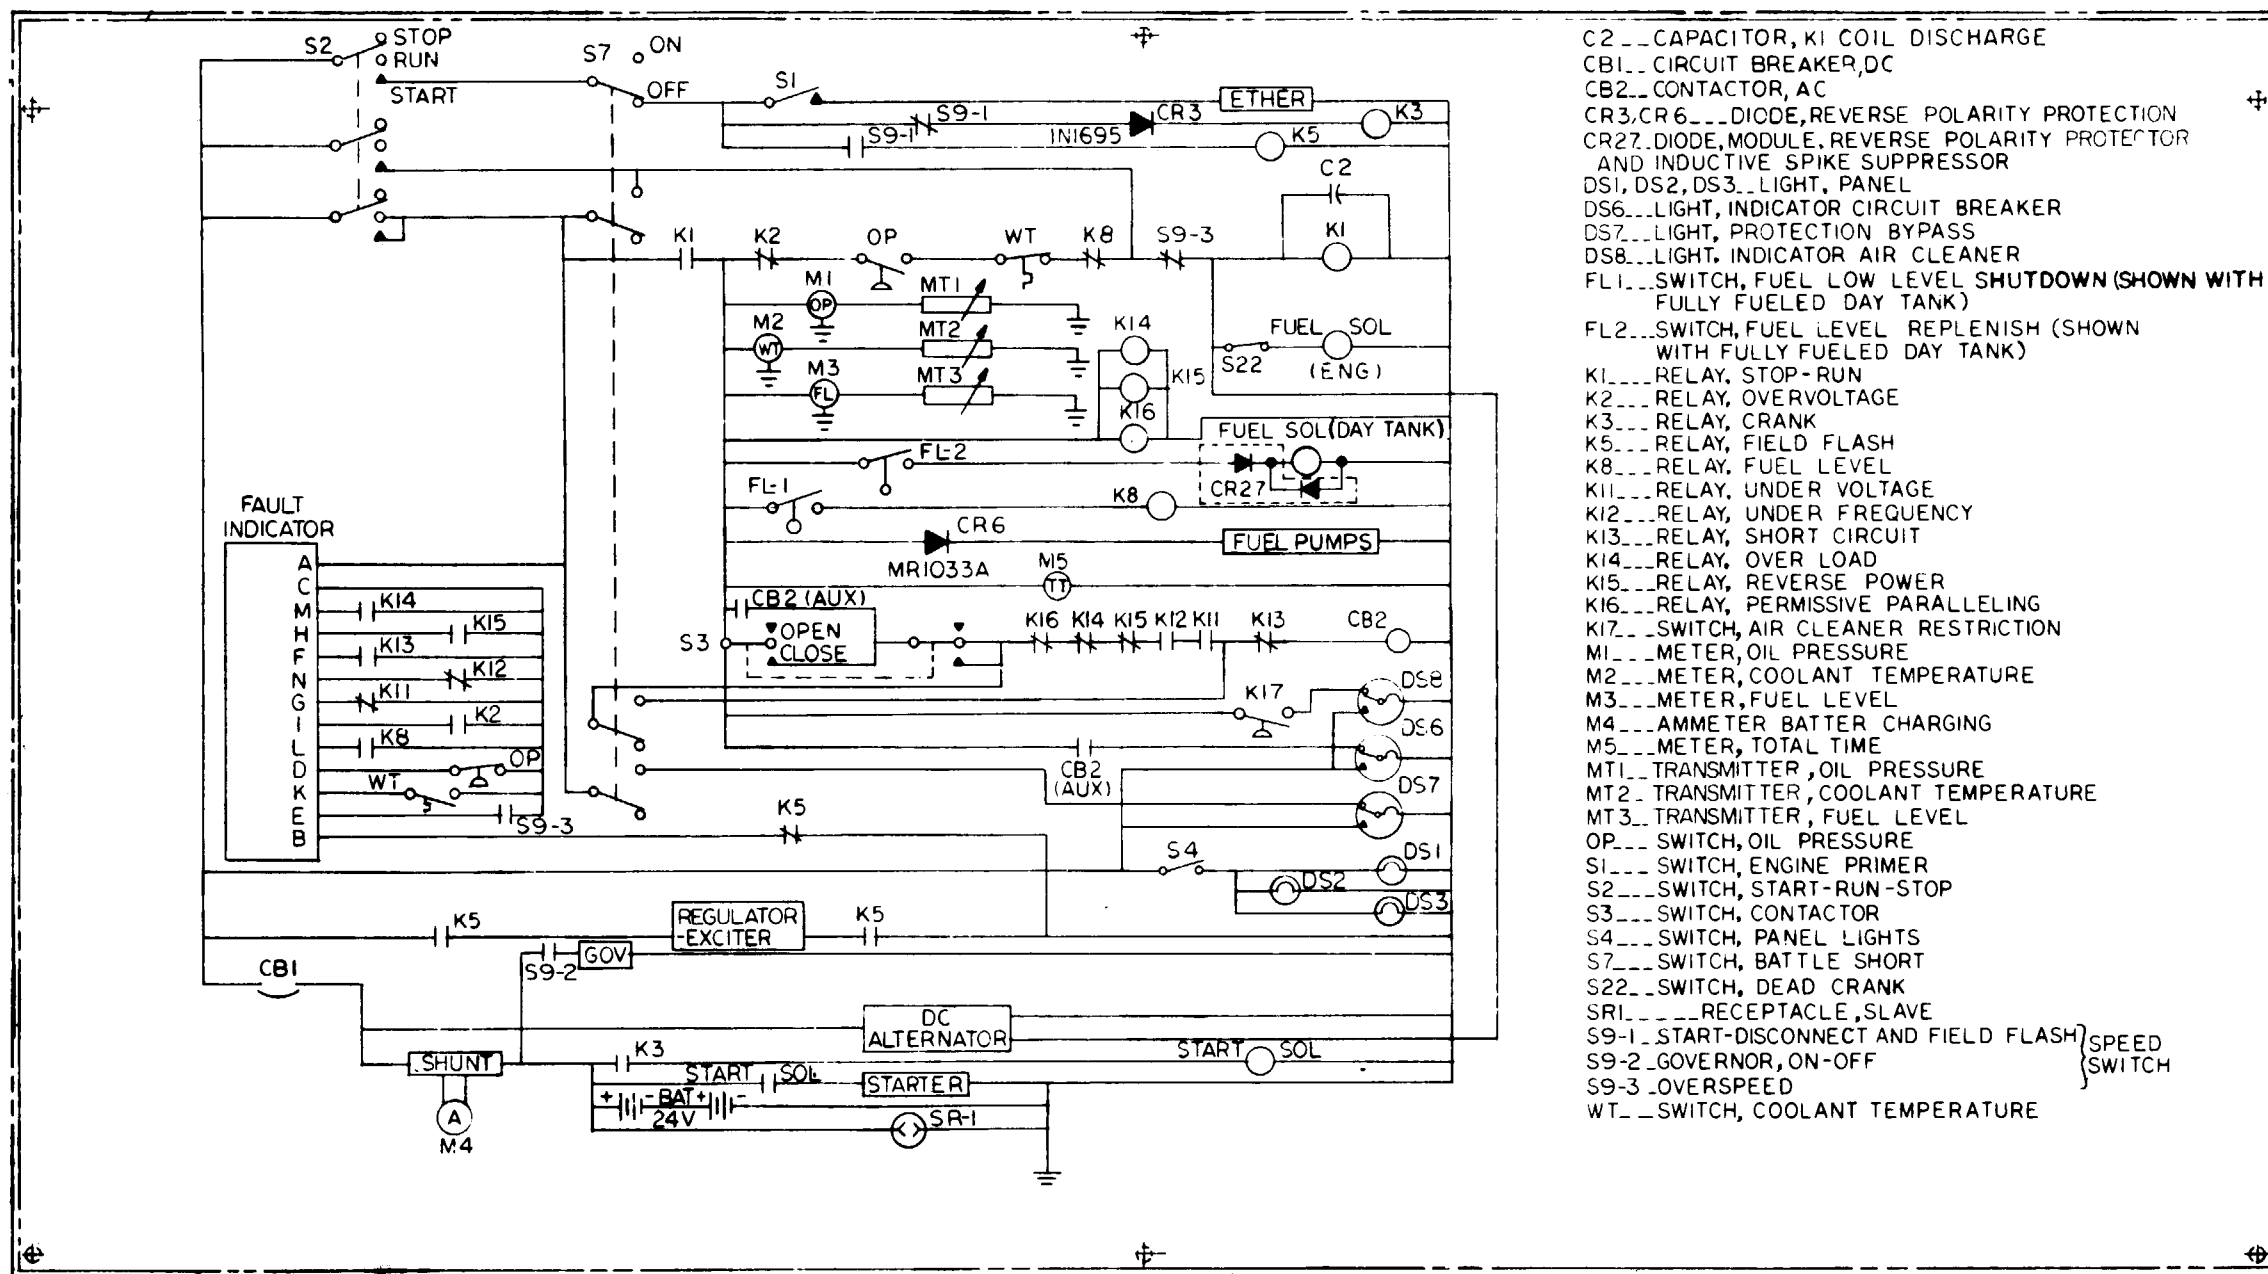 S2
STOP
RUN
START
S7
ON
OFF
S1
ETHER
S9-1
CR3
K3
S9-1
1N1695
K5
C2
K1
K2
OP
WT
K8
S9-3
K1
M1
OP
MT1
M2
WT
MT2
M3
FL
MT3
K14
K15
K16
FUEL SOL
S22
(ENG)
FUEL SOL(DAY TANK)
FL-2
CR27
FL-1
K8
CR6
MR1033A
FUEL PUMPS
M5
TT
CB2 (AUX)
S3
OPEN
CLOSE
K16 K14 K15 K12 K11 K13
CB2
K17
DS8
DS6
CB2
(AUX)
DS7
FAULT
INDICATOR
A
C
M K14
H K15
F K13
N K12
G K11
I K2
L K8
D OP
K WT
E S9-3
B
K5
S4
DS1
DS2
DS3
K5
REGULATOR
-EXCITER
K5
S9-2
GOV
CB1
DC
ALTERNATOR
SHUNT
K3
START SOL
START SOL
STARTER
+ - BAT + -
24V
SR-1
A
M4
C2__CAPACITOR, K1 COIL DISCHARGE
CB1__CIRCUIT BREAKER,DC
CB2__CONTACTOR, AC
CR3,CR6___DIODE,REVERSE POLARITY PROTECTION
CR27_DIODE,MODULE, REVERSE POLARITY PROTECTOR
AND INDUCTIVE SPIKE SUPPRESSOR
DS1, DS2, DS3__LIGHT, PANEL
DS6___LIGHT, INDICATOR CIRCUIT BREAKER
DS7___LIGHT, PROTECTION BYPASS
DS8___LIGHT, INDICATOR AIR CLEANER
FL1___SWITCH, FUEL LOW LEVEL SHUTDOWN (SHOWN WITH
FULLY FUELED DAY TANK)
FL2___SWITCH, FUEL LEVEL REPLENISH (SHOWN
WITH FULLY FUELED DAY TANK)
K1____RELAY, STOP-RUN
K2___RELAY, OVERVOLTAGE
K3___RELAY, CRANK
K5___RELAY, FIELD FLASH
K8___RELAY, FUEL LEVEL
K11___RELAY, UNDER VOLTAGE
K12___RELAY, UNDER FREQUENCY
K13___RELAY, SHORT CIRCUIT
K14___RELAY, OVER LOAD
K15___RELAY, REVERSE POWER
K16___RELAY, PERMISSIVE PARALLELING
K17___SWITCH, AIR CLEANER RESTRICTION
M1___METER, OIL PRESSURE
M2___METER, COOLANT TEMPERATURE
M3___METER, FUEL LEVEL
M4___AMMETER BATTER CHARGING
M5___METER, TOTAL TIME
MT1__TRANSMITTER, OIL PRESSURE
MT2_TRANSMITTER, COOLANT TEMPERATURE
MT3__TRANSMITTER, FUEL LEVEL
OP___SWITCH, OIL PRESSURE
S1___SWITCH, ENGINE PRIMER
S2___SWITCH, START-RUN-STOP
S3___SWITCH, CONTACTOR
S4___SWITCH, PANEL LIGHTS
S7___SWITCH, BATTLE SHORT
S22__SWITCH, DEAD CRANK
SR1_____RECEPTACLE, SLAVE
S9-1_START-DISCONNECT AND FIELD FLASH
S9-2_GOVERNOR, ON-OFF
S9-3_OVERSPEED
SPEED
SWITCH
WT___SWITCH, COOLANT TEMPERATURE